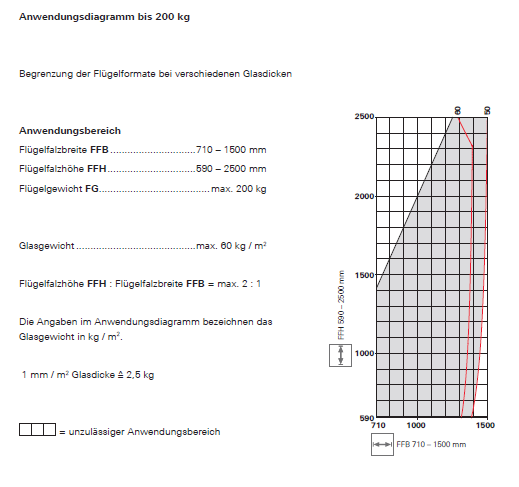 Anwendungsdiagramm bis 200 kg
Begrenzung der Flügelformate bei verschiedenen Glasdicken
Anwendungsbereich
Flügelfalzbreite FFB..............................710 – 1500 mm
Flügelfalzhöhe FFH...............................590 – 2500 mm
Flügelgewicht FG.......................................max. 200 kg
Glasgewicht..........................................max. 60 kg / m²
Flügelfalzhöhe FFH : Flügelfalzbreite FFB = max. 2 : 1
Die Angaben im Anwendungsdiagramm bezeichnen das
Glasgewicht in kg / m².
1 mm / m² Glasdicke ≙ 2,5 kg
= unzulässiger Anwendungsbereich
60
50
2500
2000
1500
1000
590
FFH 590 – 2500 mm
710
1000
1500
FFB 710 – 1500 mm